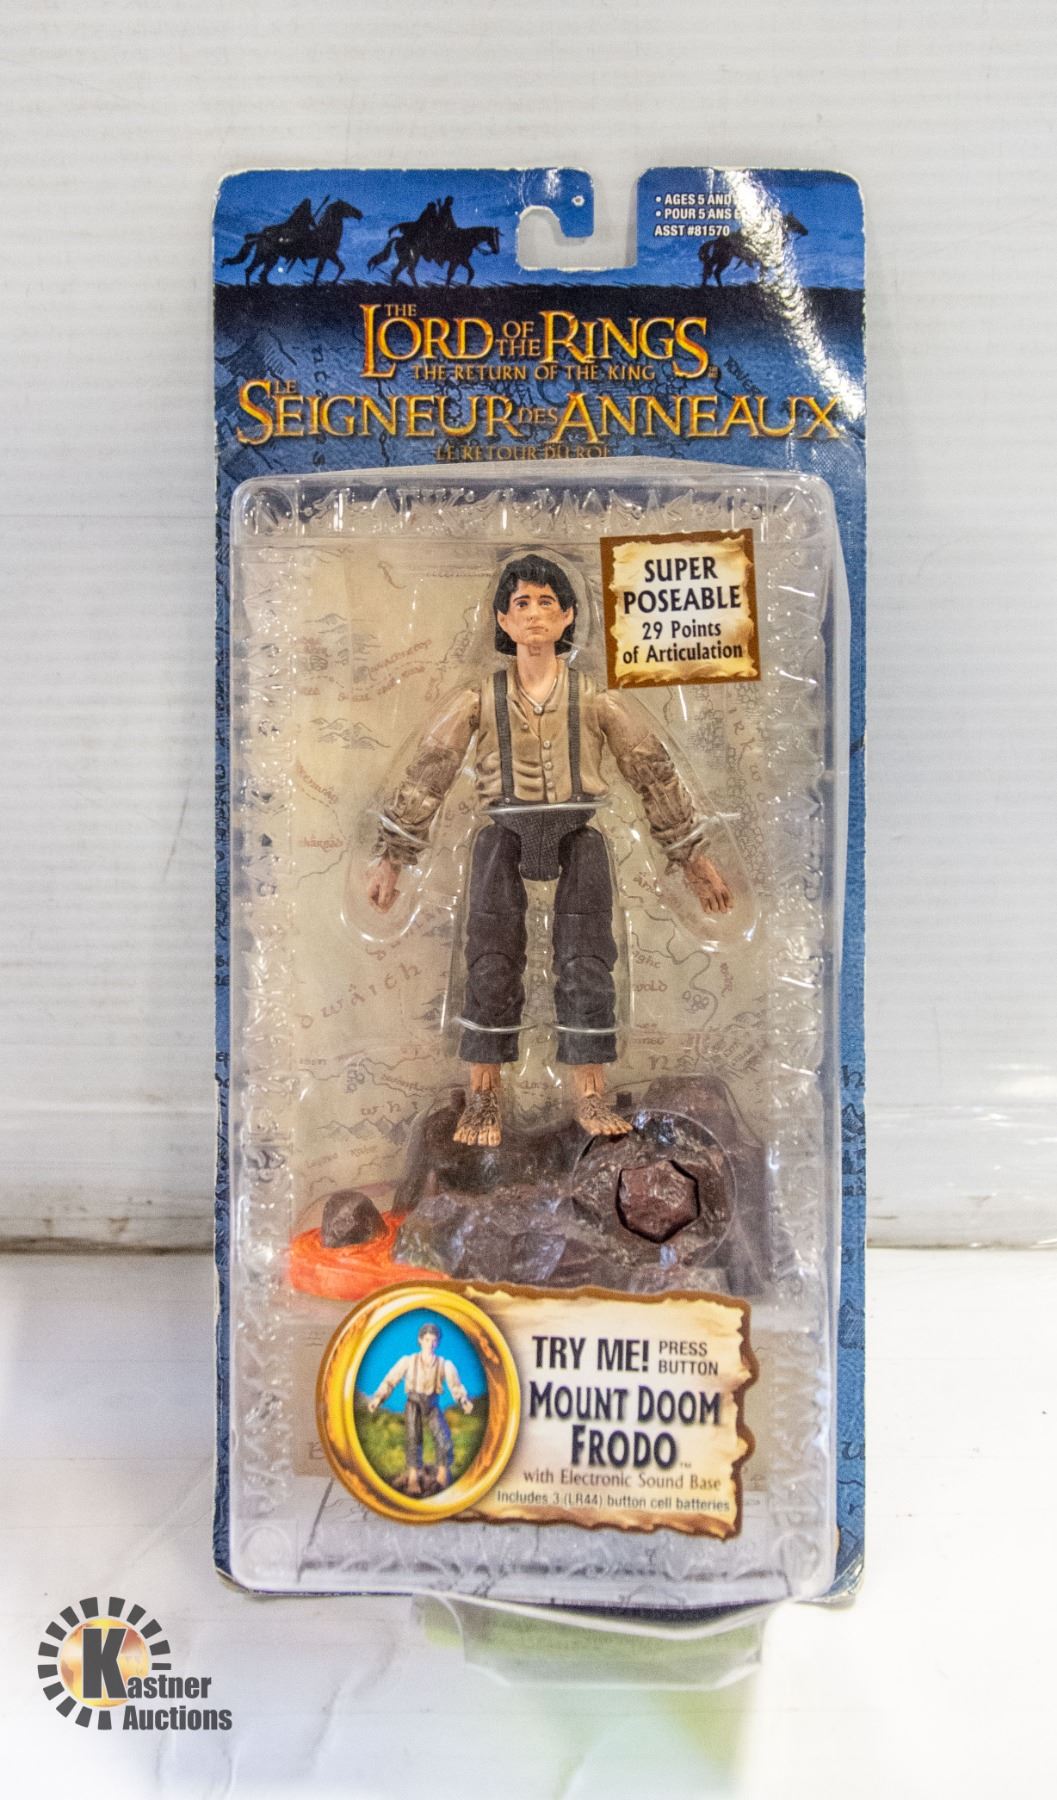 • AGES 5 AND
• POUR 5 ANS
ASST #81570
THE
LORD OF THE RINGS
THE RETURN OF THE KING
LE
SEIGNEUR DES ANNEAUX
LE RETOUR DU ROI
SUPER
POSEABLE
29 Points
of Articulation
TRY ME! PRESS BUTTON
MOUNT DOOM
FRODO™
with Electronic Sound Base
Includes 3 (LR44) button cell batteries
Kastner
Auctions